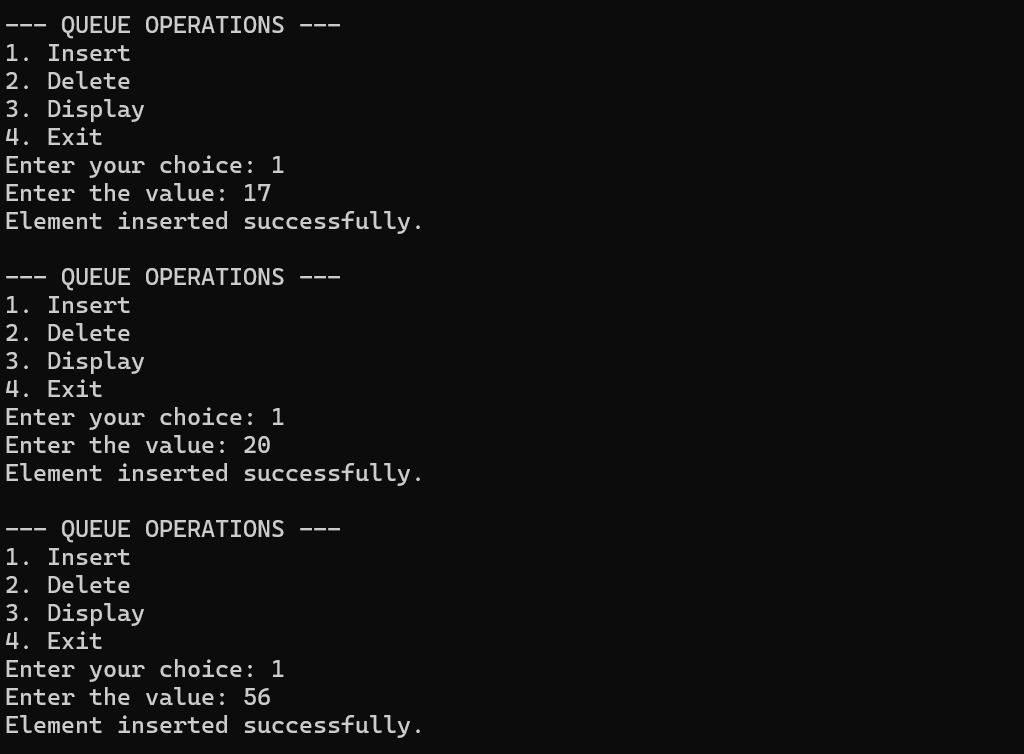 --- QUEUE OPERATIONS ---
1. Insert
2. Delete
3. Display
4. Exit
Enter your choice: 1
Enter the value: 17
Element inserted successfully.

--- QUEUE OPERATIONS ---
1. Insert
2. Delete
3. Display
4. Exit
Enter your choice: 1
Enter the value: 20
Element inserted successfully.

--- QUEUE OPERATIONS ---
1. Insert
2. Delete
3. Display
4. Exit
Enter your choice: 1
Enter the value: 56
Element inserted successfully.